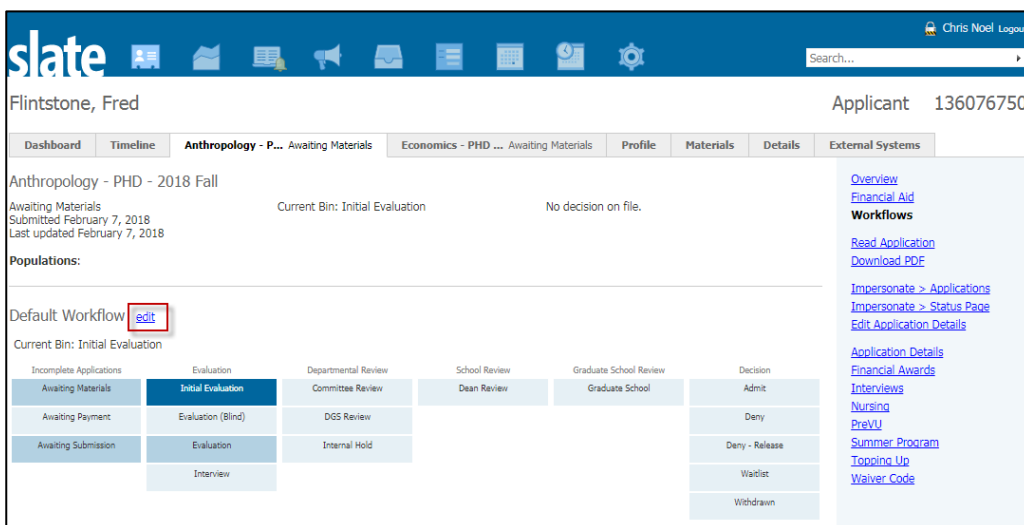 slate
Chris Noel Logou
Search...
Flintstone, Fred
Applicant 136076750
Dashboard Timeline Anthropology - P... Awaiting Materials Economics - PHD ... Awaiting Materials Profile Materials Details External Systems
Anthropology - PHD - 2018 Fall
Awaiting Materials
Submitted February 7, 2018
Last updated February 7, 2018
Current Bin: Initial Evaluation
No decision on file.
Populations:
Default Workflow edit
Current Bin: Initial Evaluation
Incomplete Applications Evaluation Departmental Review School Review Graduate School Review Decision
Awaiting Materials Initial Evaluation Committee Review Dean Review Graduate School Admit
Awaiting Payment Evaluation (Blind) DGS Review Deny
Awaiting Submission Evaluation Internal Hold Deny - Release
Interview Waitlist
Withdrawn
Overview
Financial Aid
Workflows
Read Application
Download PDF
Impersonate > Applications
Impersonate > Status Page
Edit Application Details
Application Details
Financial Awards
Interviews
Nursing
PreVU
Summer Program
Topping Up
Waiver Code